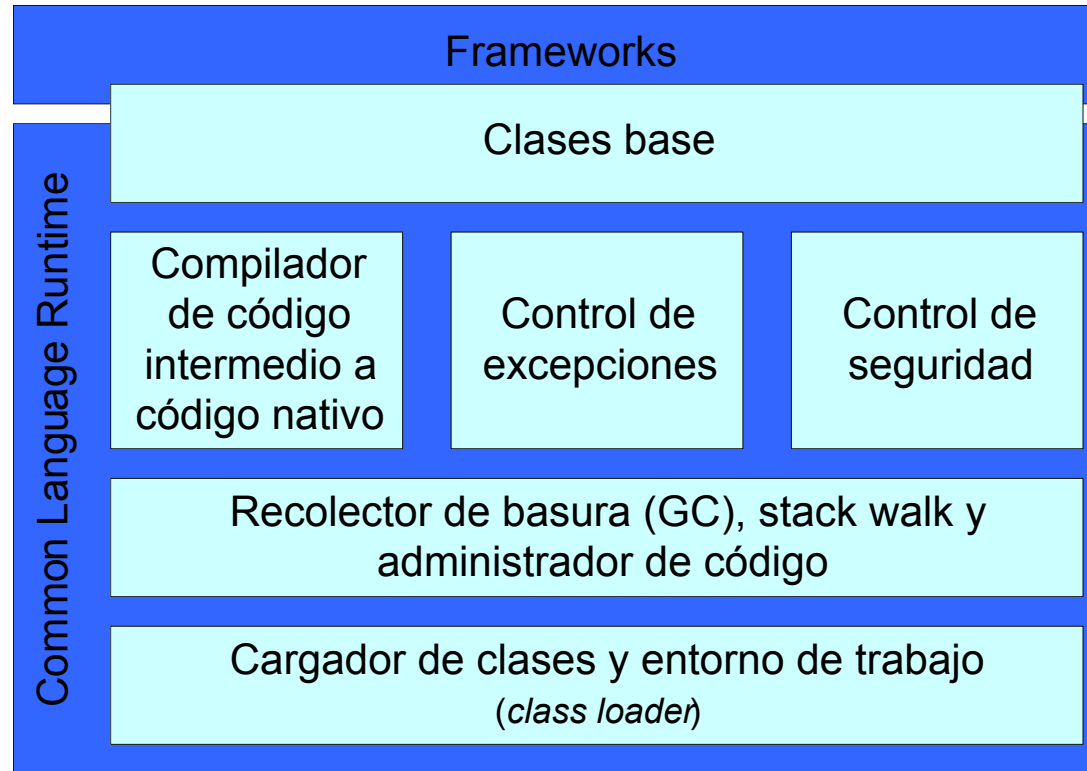 Frameworks
Clases base
Common Language Runtime
Compilador
de código
intermedio a
código nativo
Control de
excepciones
Control de
seguridad
Recolector de basura (GC), stack walk y
administrador de código
Cargador de clases y entorno de trabajo
(class loader)